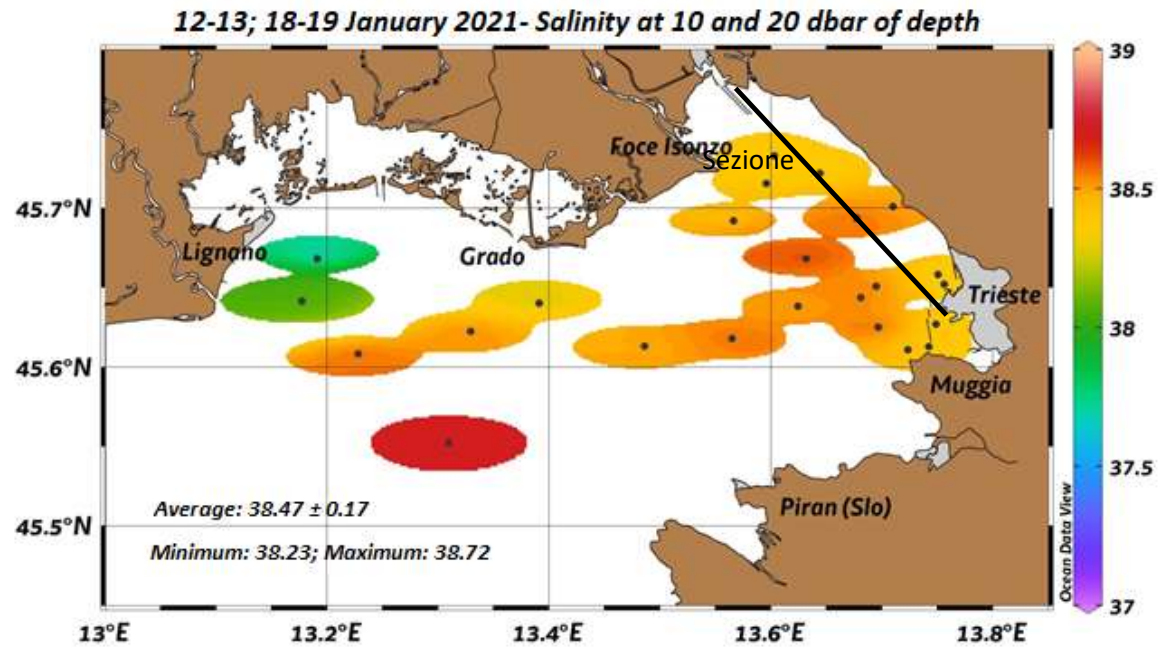 12-13; 18-19 January 2021- Salinity at 10 and 20 dbar of depth
39
Foce Isonzo
Sezione
45.7°N
38.5
Lignano
Grado
Trieste
38
45.6°N
Muggia
37.5
Average: 38.47 ± 0.17
Piran (Slo)
45.5°N
Minimum: 38.23; Maximum: 38.72
Ocean Data View
37
13°E
13.2°E
13.4°E
13.6°E
13.8°E